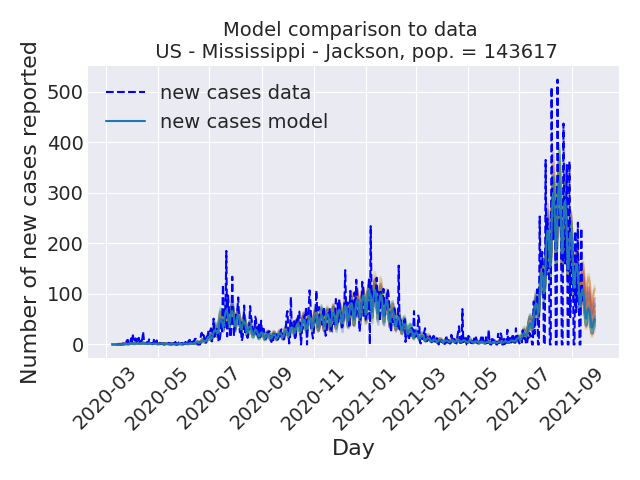 Model comparison to data
US - Mississippi - Jackson, pop. = 143617
new cases data
new cases model
Number of new cases reported
500
400
300
200
100
0
2020-03
2020-05
2020-07
2020-09
2020-11
2021-01
2021-03
2021-05
2021-07
2021-09
Day